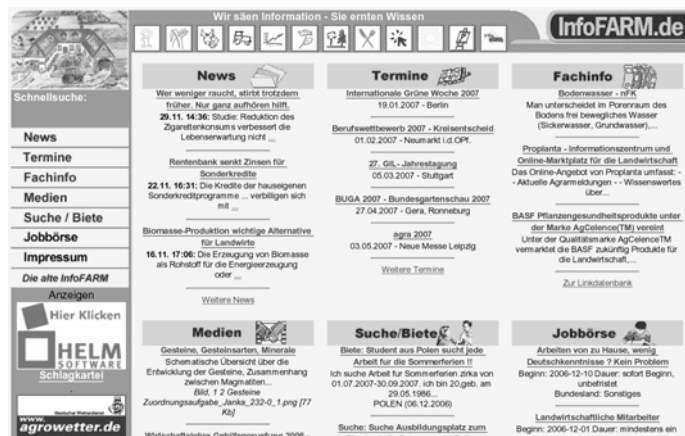 Wir säen Information - Sie ernten Wissen
InfoFARM.de
Schnellsuche:
News
Termine
Fachinfo
Medien
Suche / Biete
Jobbörse
Impressum
Die alte InfoFARM
Anzeigen
Hier Klicken
HELM
SOFTWARE
Schlagkartei
Deutscher Wetterdienst
www.
agrowetter.de
News
Wer weniger raucht, stirbt trotzdem
früher. Nur ganz aufhören hilft.
29.11. 14:36: Studie: Reduktion des
Zigarettenkonsums verbessert die
Lebenserwartung nicht ...
Rentenbank senkt Zinsen für
Sonderkredite
22.11. 16:31: Die Kredite der hauseigenen
Sonderkreditprogramme ... verbilligen sich
mit ...
Biomasse-Produktion wichtige Alternative
für Landwirte
16.11. 17:06: Die Erzeugung von Biomasse
als Rohstoff für die Energieerzeugung
oder ...
Weitere News
Termine
Internationale Grüne Woche 2007
19.01.2007 - Berlin
Berufswettbewerb 2007 - Kreisentscheid
01.02.2007 - Neumarkt i.d.OPf.
27. GIL- Jahrestagung
05.03.2007 - Stuttgart
BUGA 2007 - Bundesgartenschau 2007
27.04.2007 - Gera, Ronneburg
agra 2007
03.05.2007 - Neue Messe Leipzig
Weitere Termine
Fachinfo
Bodenwasser - nFK
Man unterscheidet im Porenraum des
Bodens frei bewegliches Wasser
(Sickerwasser, Grundwasser),...
Proplanta - Informationszentrum und
Online-Marktplatz für die Landwirtschaft
Das Online-Angebot von Proplanta umfasst: -
- Aktuelle Agrarmeldungen - - Wissenswertes
über...
BASF Pflanzengesundheitsprodukte unter
der Marke AgCelence(TM) vereint
Unter der Qualitätsmarke AgCelenceTM
vermarktet die BASF zukünftig Produkte für
die Landwirtschaft,...
Zur Linkdatenbank
Medien
Gesteine, Gesteinsarten, Minerale
Schematische Übersicht über die
Entwicklung der Gesteine, Zusammenhang
zwischen Magmatiten...
Bild, 1 2 Gesteine
Zuordnungsaufgabe_Janka_232-0_1.png [77
Kb]
Wirtschaftslehre Gehilfenprüfung 2006 -
Suche/Biete
Biete: Student aus Polen sucht jede
Arbeit fur die Sommerferien !!
Ich suche Arbeit fur Sommerferien zirka von
01.07.2007-30.09.2007. ich bin 20,geb. am
29.05.1986...
POLEN (06.12.2006)
Suche: Suche Ausbildungsplatz zum
Jobbörse
Arbeiten von zu Hause, wenig
Deutschkenntnisse ? Kein Problem
Beginn: 2006-12-10 Dauer: sofort Beginn,
unbefristet
Bundesland: Sonstiges
Landwirtschaftliche Mitarbeiter
Beginn: 2006-12-01 Dauer: mindestens ein